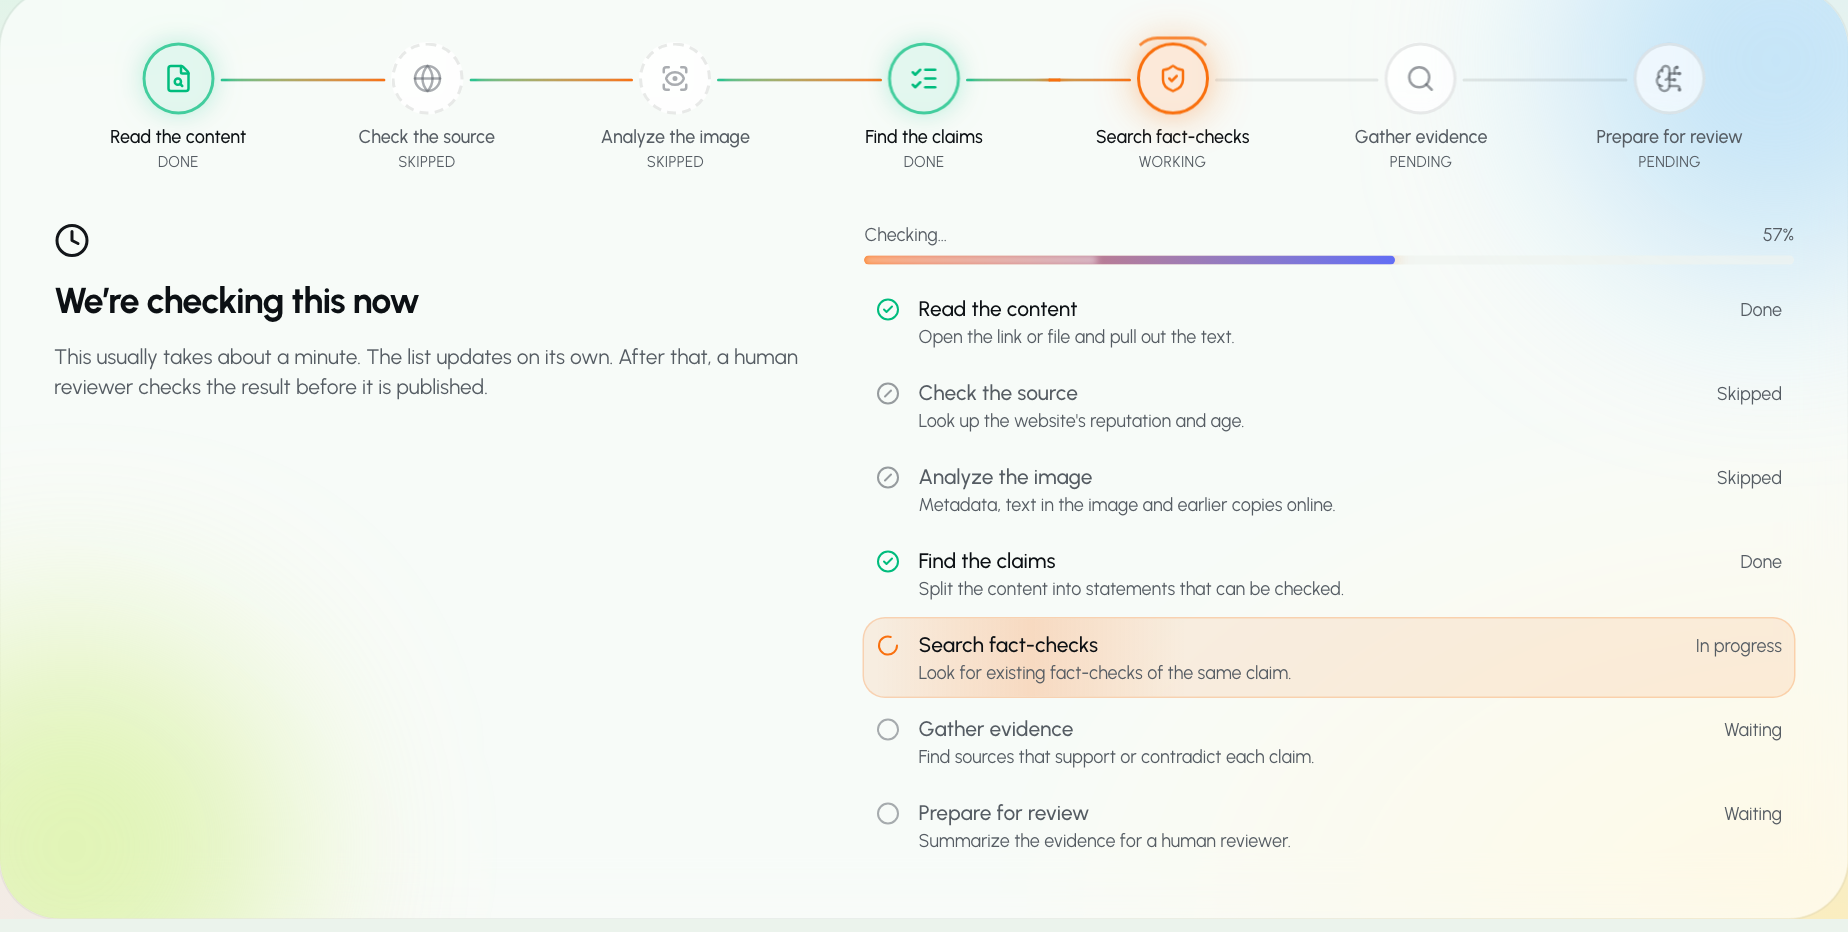 Read the content
DONE
Check the source
SKIPPED
Analyze the image
SKIPPED
Find the claims
DONE
Search fact-checks
WORKING
Gather evidence
PENDING
Prepare for review
PENDING
We're checking this now
This usually takes about a minute. The list updates on its own. After that, a human
reviewer checks the result before it is published.
Checking...
57%
Read the content
Done
Open the link or file and pull out the text.
Check the source
Skipped
Look up the website's reputation and age.
Analyze the image
Skipped
Metadata, text in the image and earlier copies online.
Find the claims
Done
Split the content into statements that can be checked.
Search fact-checks
In progress
Look for existing fact-checks of the same claim.
Gather evidence
Waiting
Find sources that support or contradict each claim.
Prepare for review
Waiting
Summarize the evidence for a human reviewer.